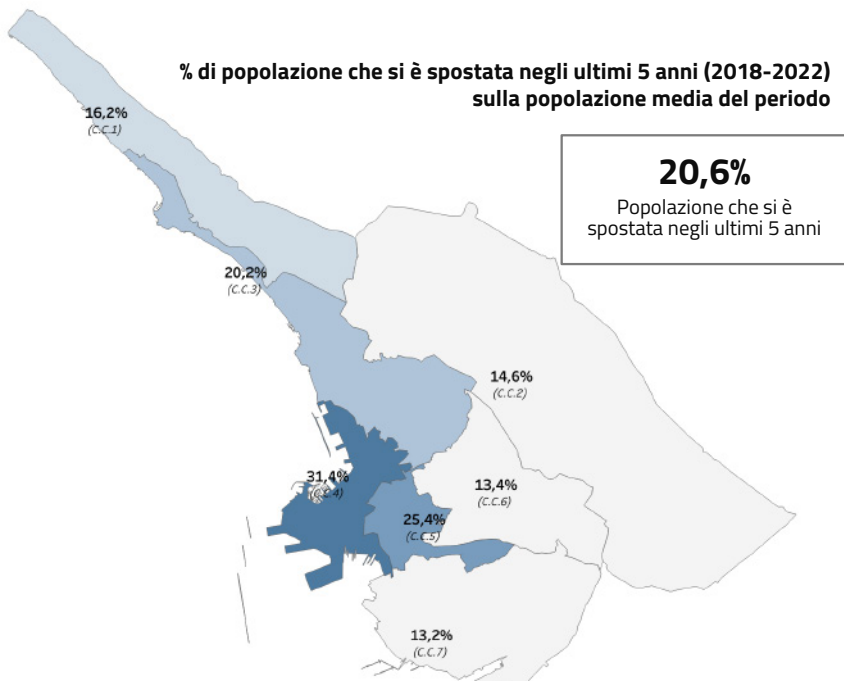 % di popolazione che si è spostata negli ultimi 5 anni (2018-2022)
sulla popolazione media del periodo
20,6%
Popolazione che si è
spostata negli ultimi 5 anni
16,2%
(C.C.1)
20,2%
(C.C.3)
14,6%
(C.C.2)
31,4%
(C.C.4)
13,4%
(C.C.6)
25,4%
(C.C.5)
13,2%
(C.C.7)